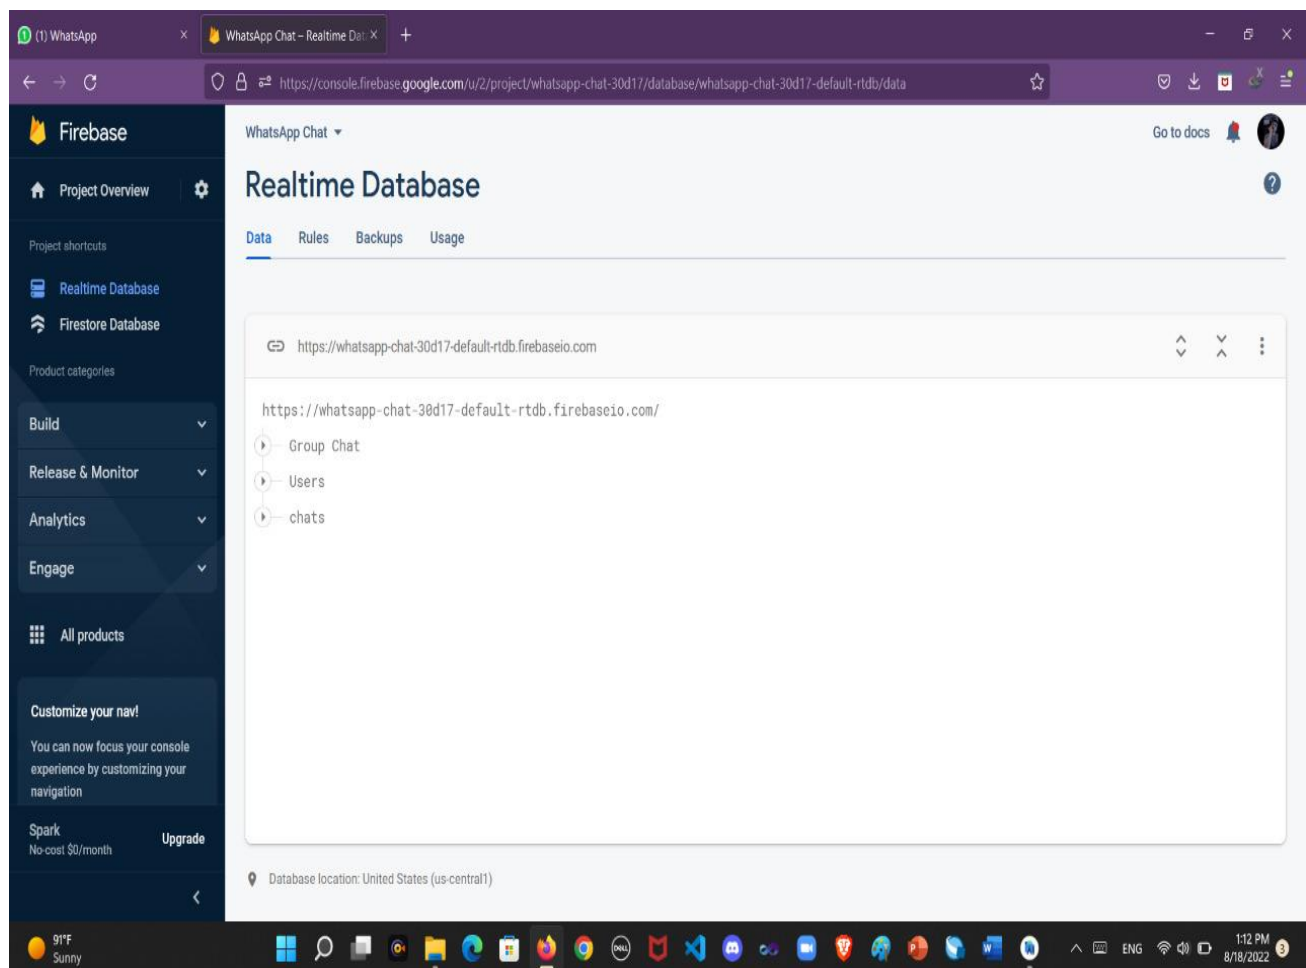 (1) WhatsApp
WhatsApp Chat – Realtime Dat
https://console.firebase.google.com/u/2/project/whatsapp-chat-30d17/database/whatsapp-chat-30d17-default-rtdb/data
Firebase
WhatsApp Chat
Go to docs
Project Overview
Realtime Database
Data Rules Backups Usage
Project shortcuts
Realtime Database
Firestore Database
Product categories
Build
Release & Monitor
Analytics
Engage
All products
Customize your nav!
You can now focus your console
experience by customizing your
navigation
Spark
No-cost $0/month
Upgrade
https://whatsapp-chat-30d17-default-rtdb.firebaseio.com
https://whatsapp-chat-30d17-default-rtdb.firebaseio.com/
Group Chat
Users
chats
Database location: United States (us-central1)
91°F
Sunny
DELL
ENG
1:12 PM
8/18/2022
3